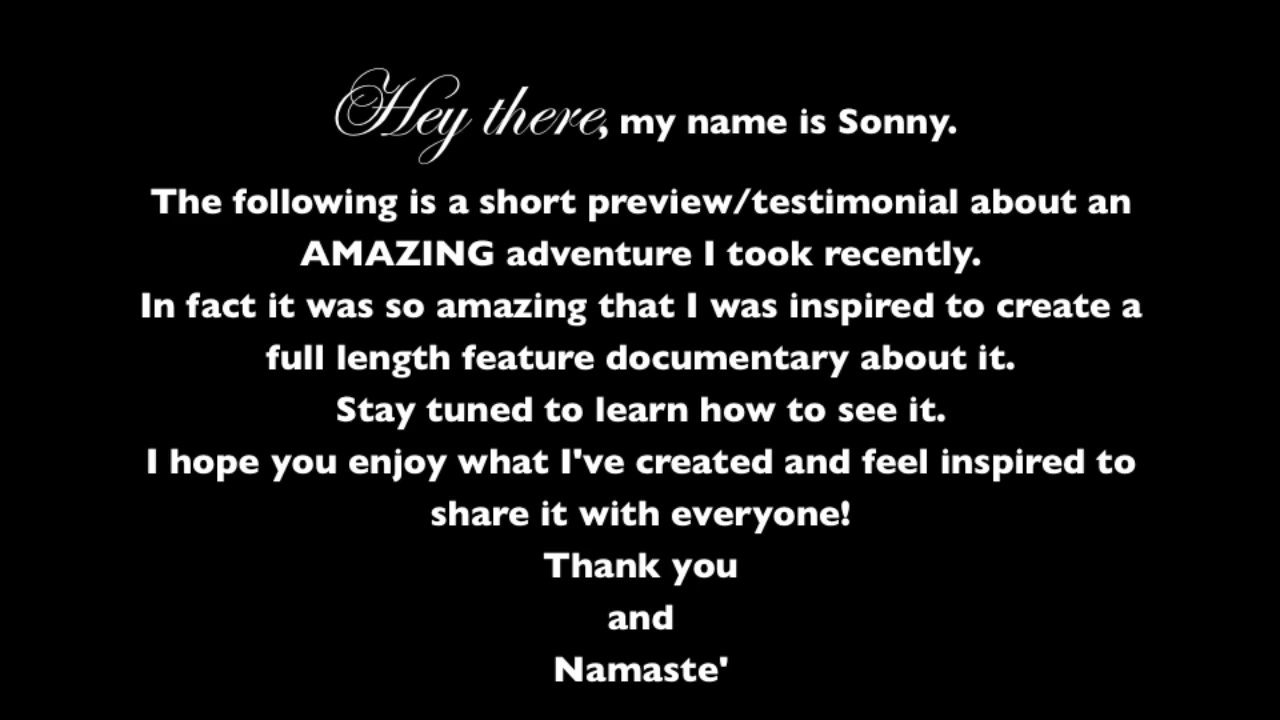 Hey there, my name is Sonny.
The following is a short preview/testimonial about an
AMAZING adventure I took recently.
In fact it was so amazing that I was inspired to create a
full length feature documentary about it.
Stay tuned to learn how to see it.
I hope you enjoy what I've created and feel inspired to
share it with everyone!
Thank you
and
Namaste'